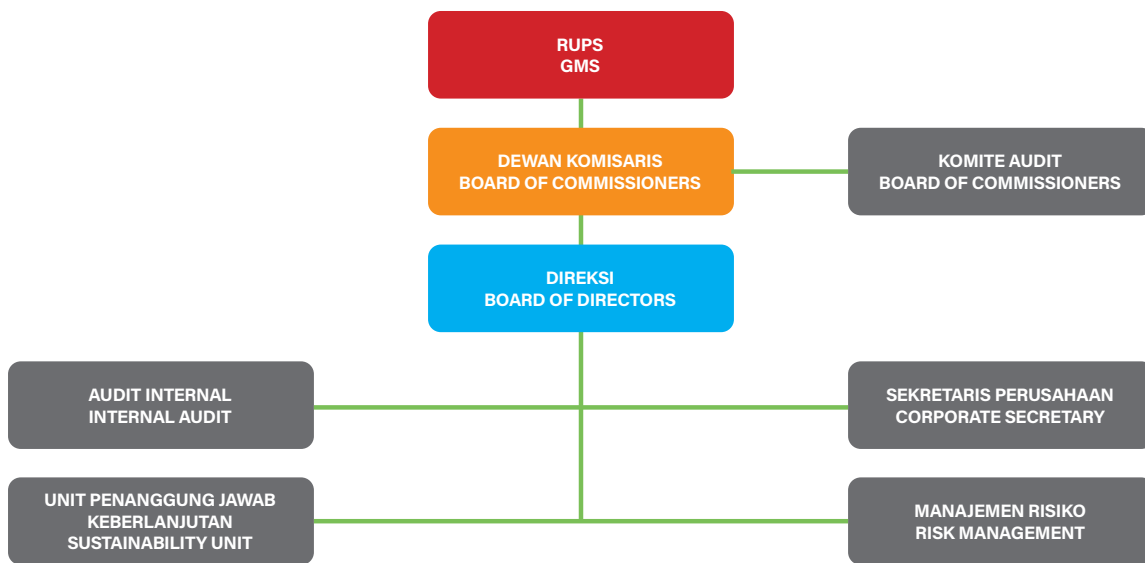 RUPS
GMS
DEWAN KOMISARIS
BOARD OF COMMISSIONERS
KOMITE AUDIT
BOARD OF COMMISSIONERS
DIREKSI
BOARD OF DIRECTORS
AUDIT INTERNAL
INTERNAL AUDIT
SEKRETARIS PERUSAHAAN
CORPORATE SECRETARY
UNIT PENANGGUNG JAWAB
KEBERLANJUTAN
SUSTAINABILITY UNIT
MANAJEMEN RISIKO
RISK MANAGEMENT